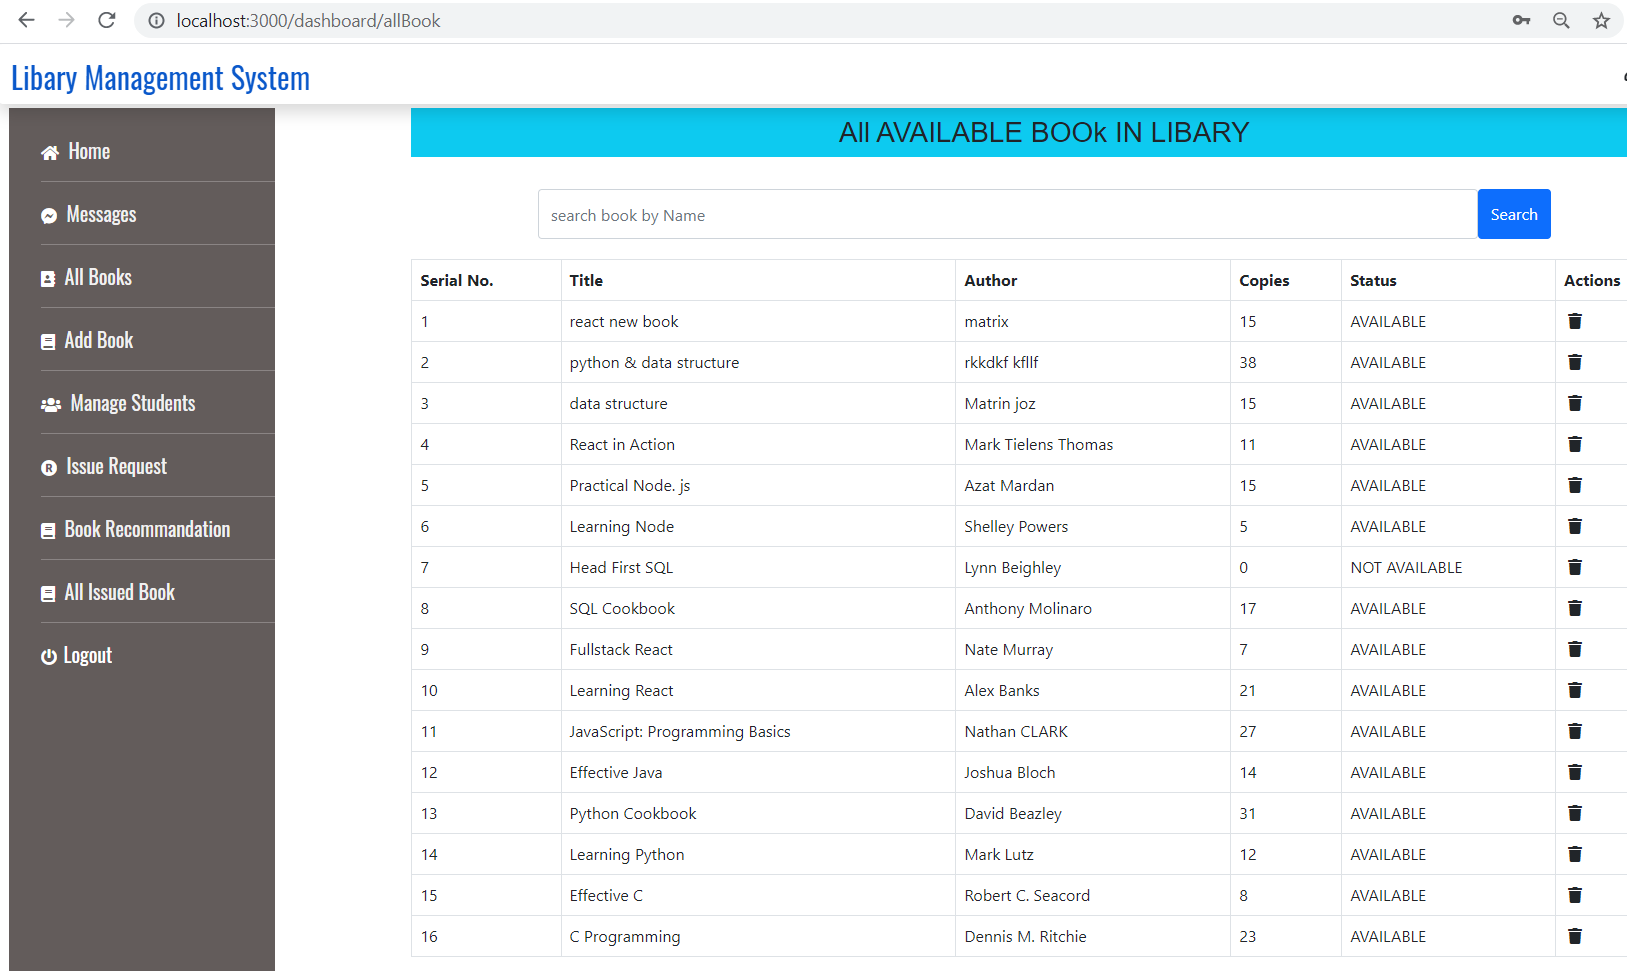 localhost:3000/dashboard/allBook
Libary Management System
Home
Messages
All Books
Add Book
Manage Students
Issue Request
Book Recommandation
All Issued Book
Logout
All AVAILABLE BOOk IN LIBARY
search book by Name Search
Serial No. Title Author Copies Status Actions
1 react new book matrix 15 AVAILABLE
2 python & data structure rkkdkf kfllf 38 AVAILABLE
3 data structure Matrin joz 15 AVAILABLE
4 React in Action Mark Tielens Thomas 11 AVAILABLE
5 Practical Node. js Azat Mardan 15 AVAILABLE
6 Learning Node Shelley Powers 5 AVAILABLE
7 Head First SQL Lynn Beighley 0 NOT AVAILABLE
8 SQL Cookbook Anthony Molinaro 17 AVAILABLE
9 Fullstack React Nate Murray 7 AVAILABLE
10 Learning React Alex Banks 21 AVAILABLE
11 JavaScript: Programming Basics Nathan CLARK 27 AVAILABLE
12 Effective Java Joshua Bloch 14 AVAILABLE
13 Python Cookbook David Beazley 31 AVAILABLE
14 Learning Python Mark Lutz 12 AVAILABLE
15 Effective C Robert C. Seacord 8 AVAILABLE
16 C Programming Dennis M. Ritchie 23 AVAILABLE